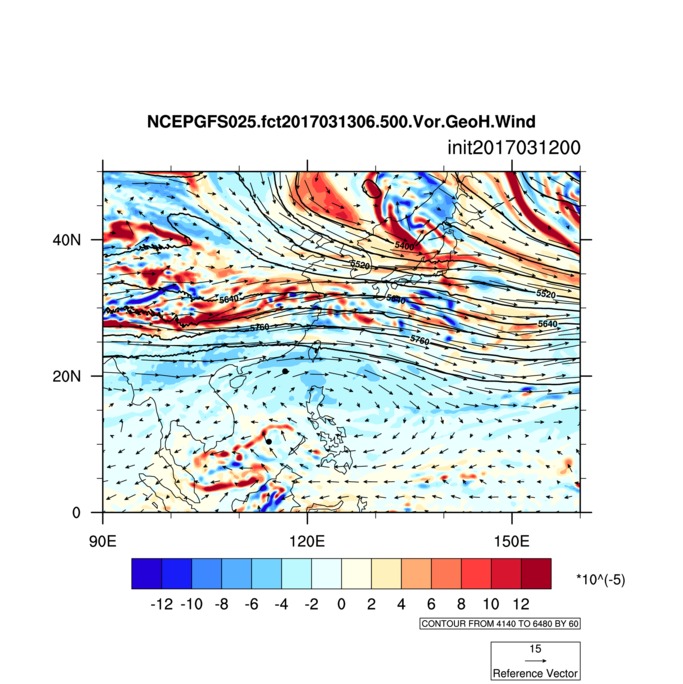 NCEPGFS025.fct2017031306.500.Vor.GeoH.Wind
init2017031200
5400
5520
5520
5640
5640
5640
5760
5760
40N
20N
0
90E 120E 150E
-12 -10 -8 -6 -4 -2 0 2 4 6 8 10 12
*10^(-5)
CONTOUR FROM 4140 TO 6480 BY 60
15
Reference Vector